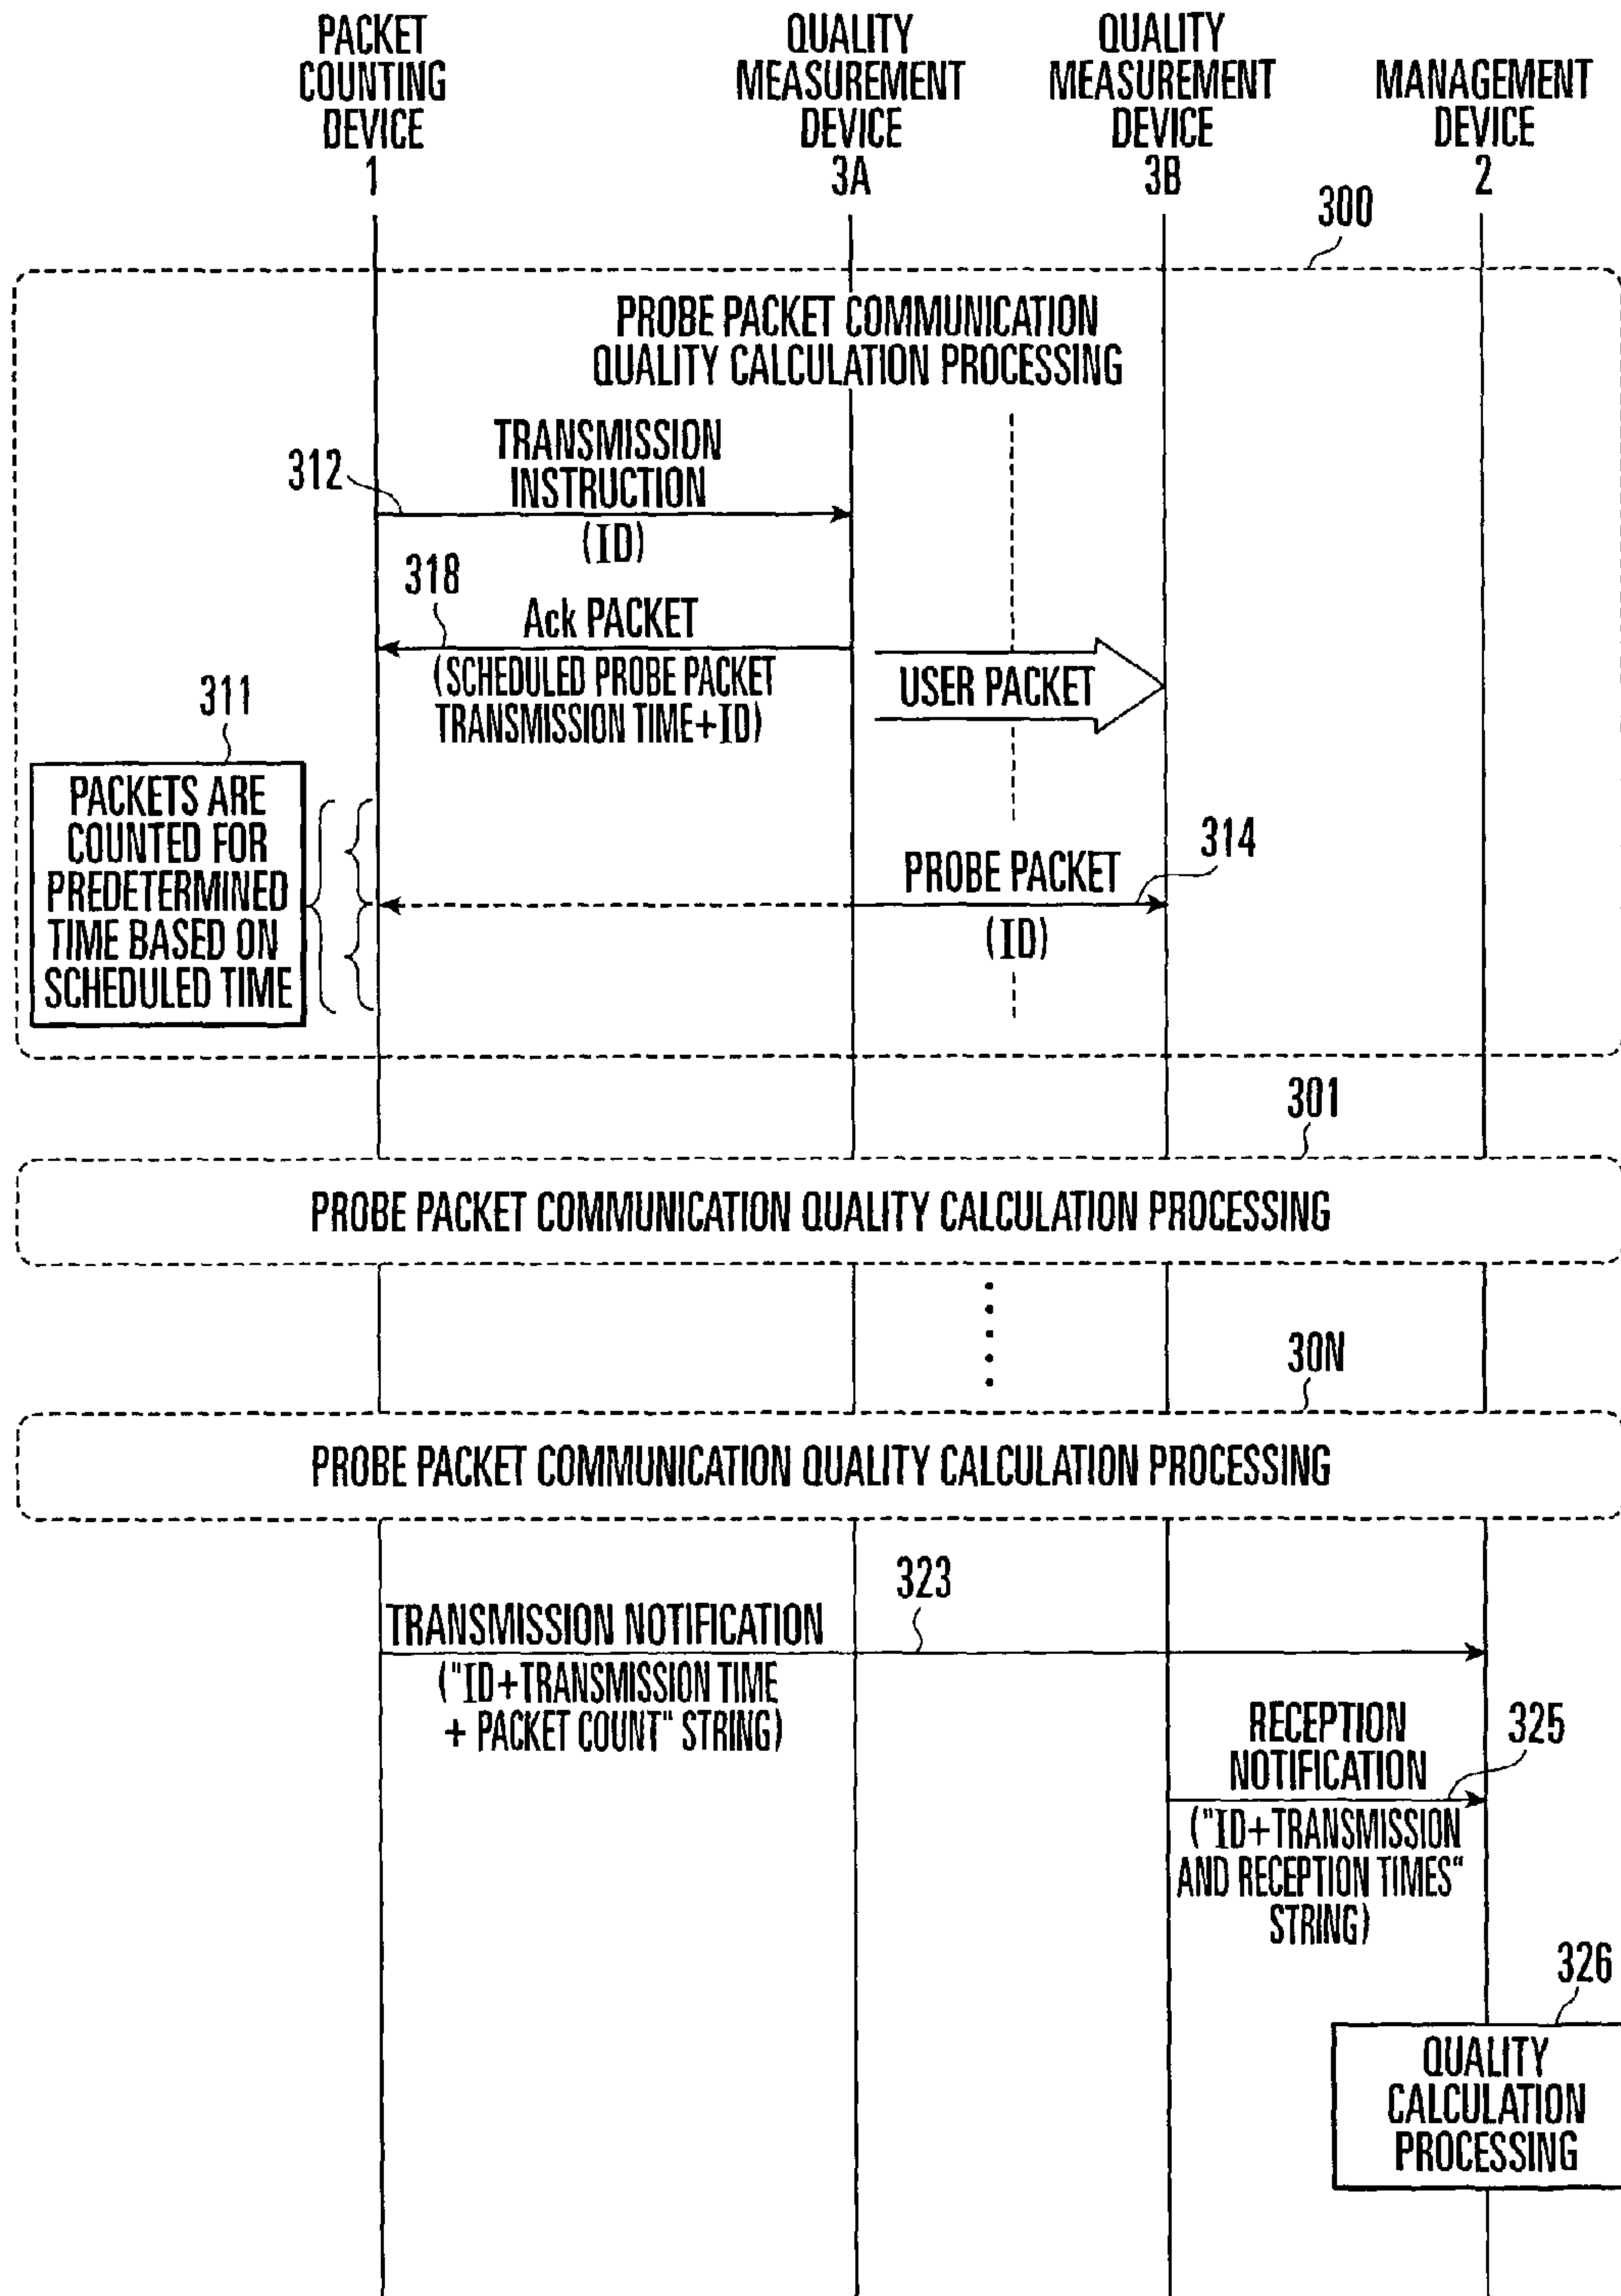 PACKET
COUNTING
DEVICE
1
QUALITY
MEASUREMENT
DEVICE
3A
QUALITY
MEASUREMENT
DEVICE
3B
MANAGEMENT
DEVICE
2
300
PROBE PACKET COMMUNICATION
QUALITY CALCULATION PROCESSING
312
TRANSMISSION
INSTRUCTION
(ID)
318
Ack PACKET
(SCHEDULED PROBE PACKET
TRANSMISSION TIME+ID)
USER PACKET
311
PACKETS ARE
COUNTED FOR
PREDETERMINED
TIME BASED ON
SCHEDULED TIME
PROBE PACKET
(ID)
314
301
PROBE PACKET COMMUNICATION QUALITY CALCULATION PROCESSING
30N
PROBE PACKET COMMUNICATION QUALITY CALCULATION PROCESSING
323
TRANSMISSION NOTIFICATION
("ID+TRANSMISSION TIME
+ PACKET COUNT" STRING)
RECEPTION
NOTIFICATION
325
("ID+TRANSMISSION
AND RECEPTION TIMES"
STRING)
326
QUALITY
CALCULATION
PROCESSING